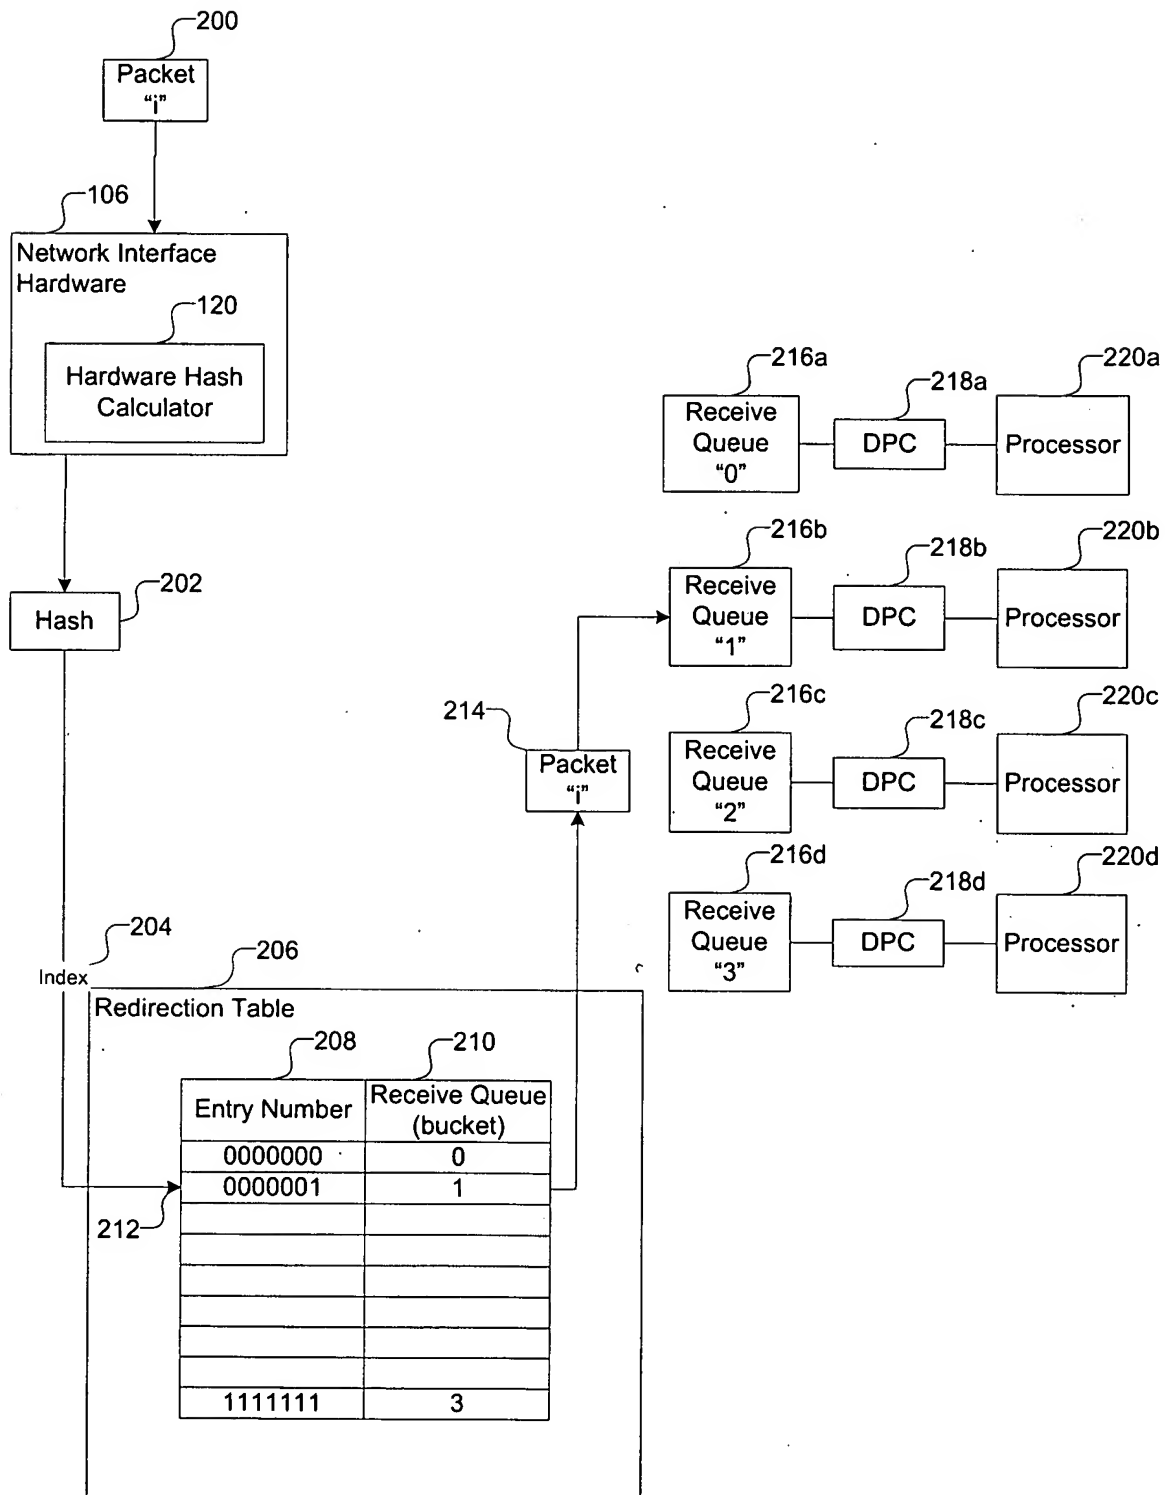 200
Packet
“i”
106
Network Interface
Hardware
120
Hardware Hash
Calculator
202
Hash
216a
218a
220a
Receive
Queue
“0”
DPC
Processor
216b
218b
220b
Receive
Queue
“1”
DPC
Processor
216c
218c
220c
Receive
Queue
“2”
DPC
Processor
216d
218d
220d
Receive
Queue
“3”
DPC
Processor
214
Packet
“i”
204
Index
206
Redirection Table
208
210
Entry Number
Receive Queue
(bucket)
0000000 0
0000001 1
212
1111111 3